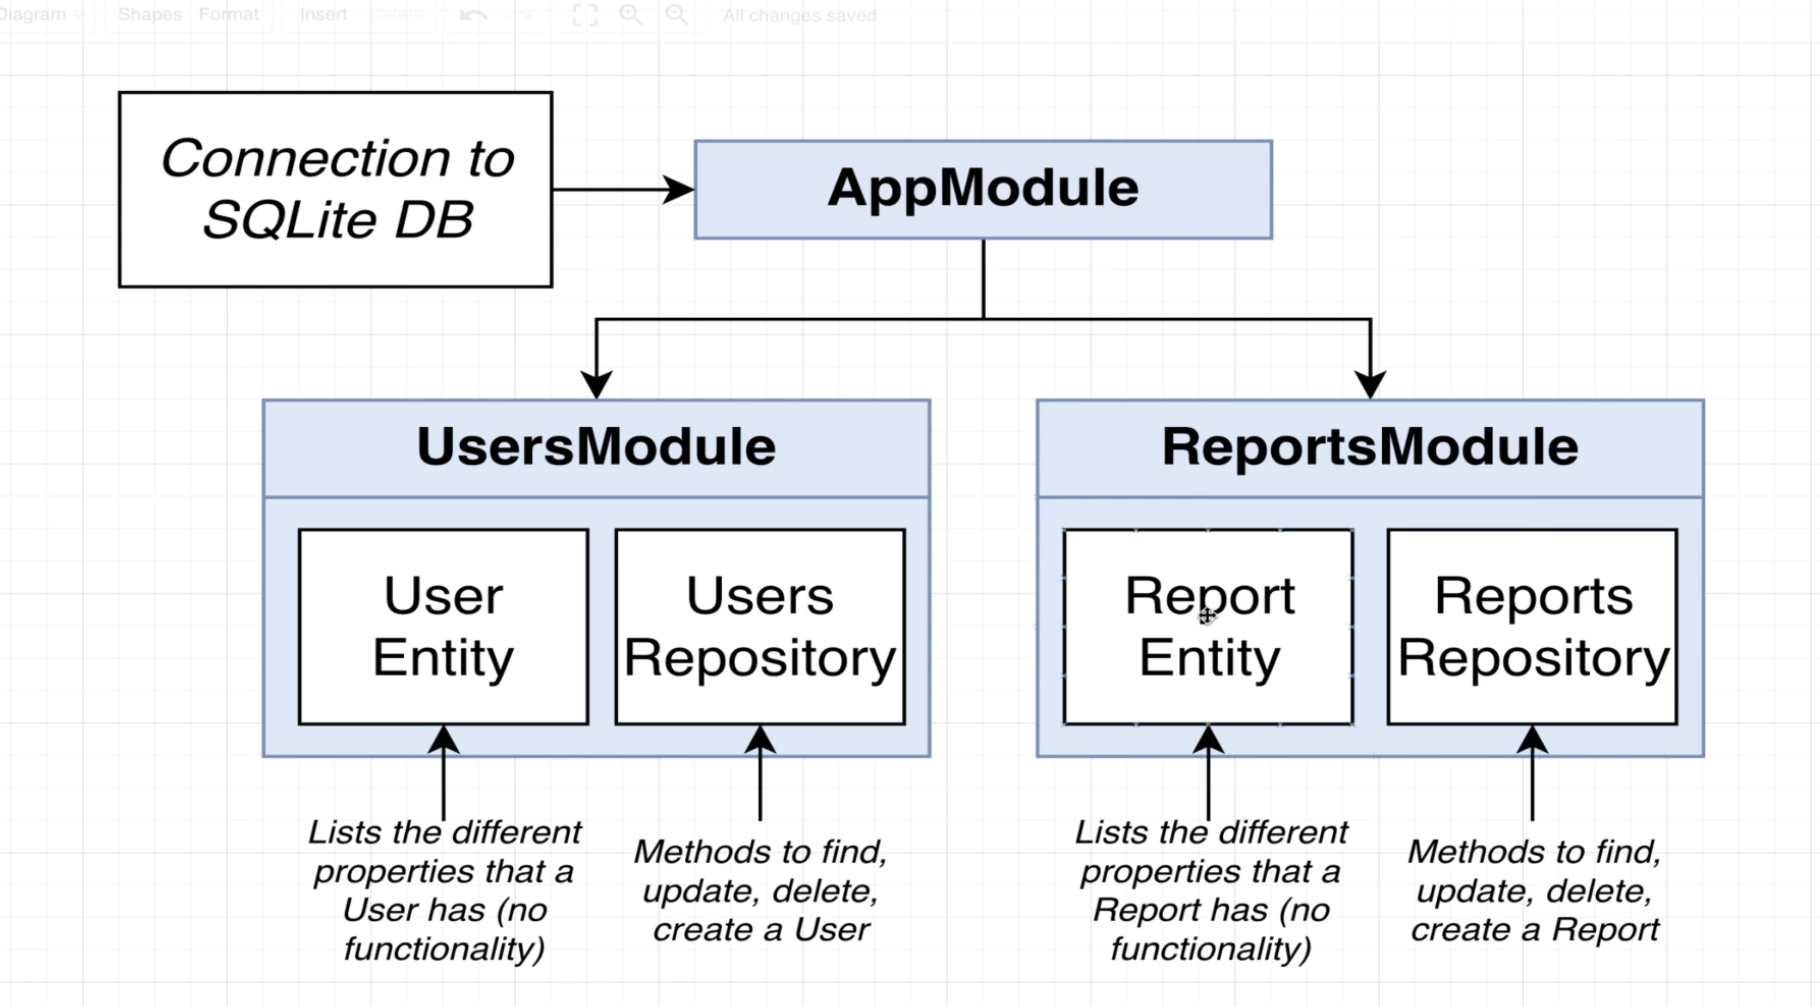 Diagram
Shapes
Format
Insert
Delete
All changes saved
Connection to
SQLite DB
AppModule
UsersModule
User
Entity
Users
Repository
ReportsModule
Report
Entity
Reports
Repository
Lists the different
properties that a
User has (no
functionality)
Methods to find,
update, delete,
create a User
Lists the different
properties that a
Report has (no
functionality)
Methods to find,
update, delete,
create a Report